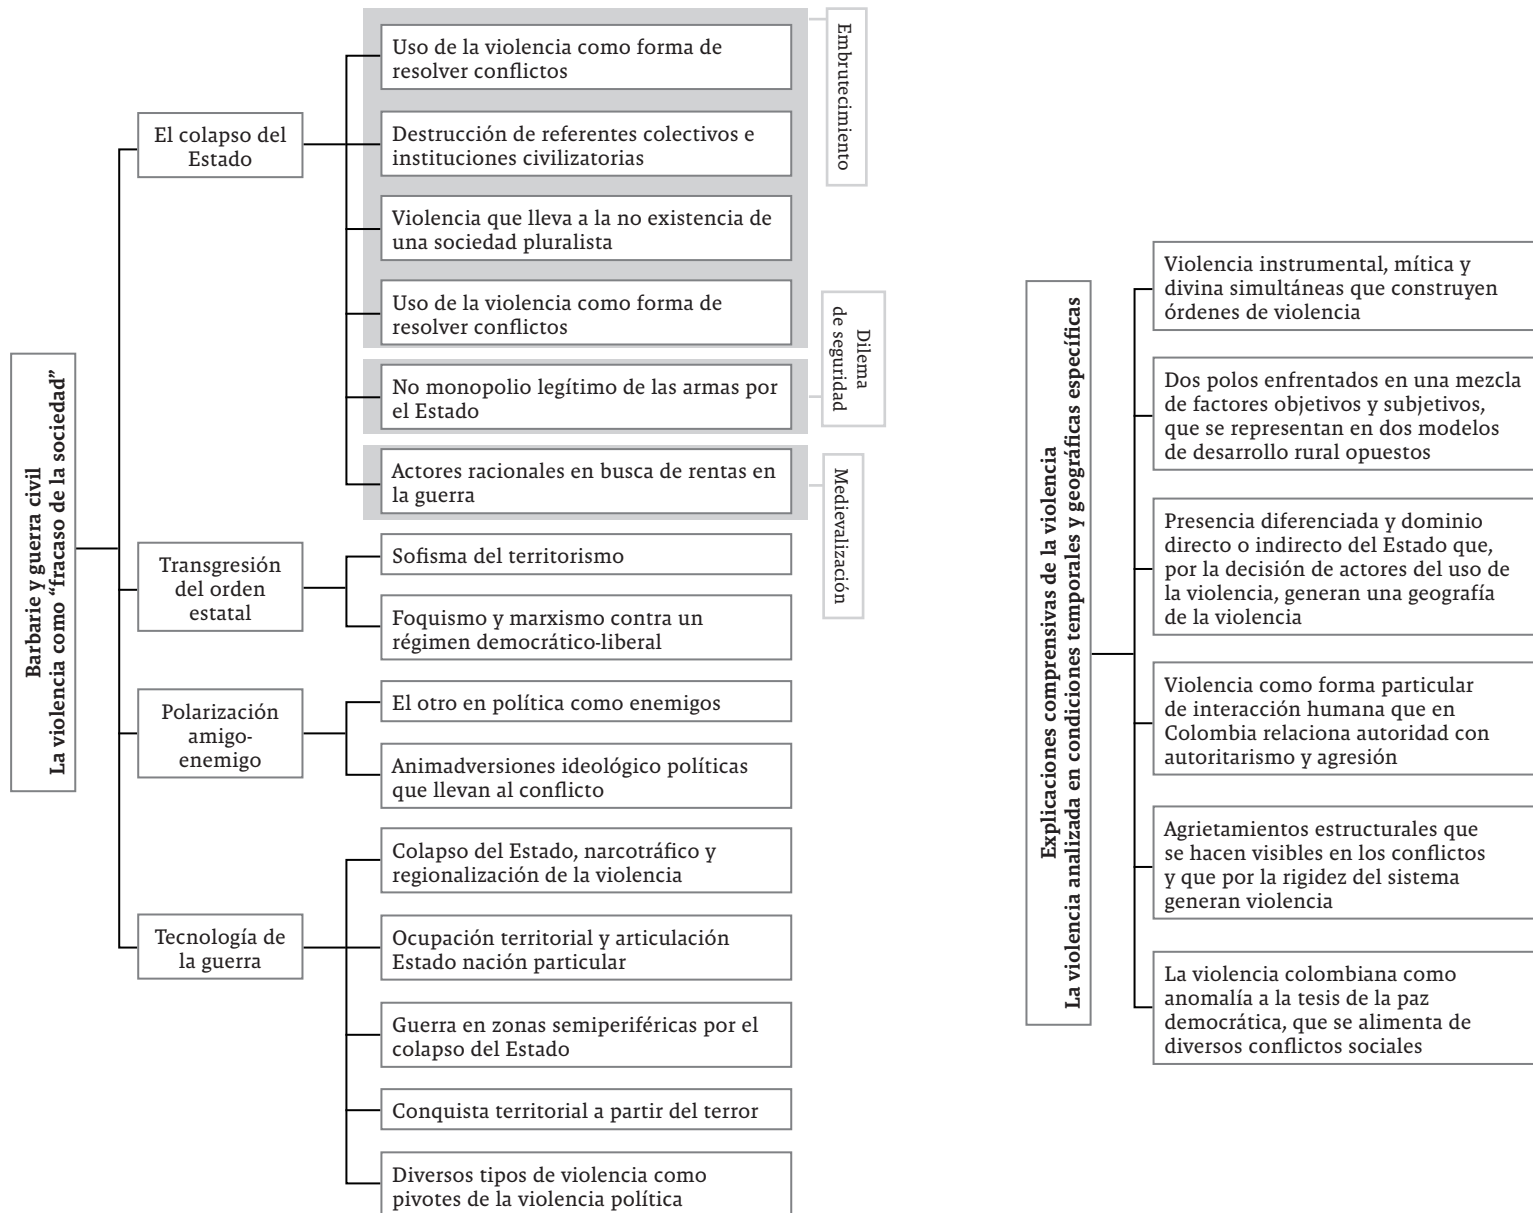 Barbarie y guerra civil
La violencia como “fracaso de la sociedad”
El colapso del
Estado
Uso de la violencia como forma de
resolver conflictos
Destrucción de referentes colectivos e
instituciones civilizatorias
Violencia que lleva a la no existencia de
una sociedad pluralista
Uso de la violencia como forma de
resolver conflictos
No monopolio legítimo de las armas por
el Estado
Actores racionales en busca de rentas en
la guerra
Embrutecimiento
Dilema
de seguridad
Medievalización
Transgresión
del orden
estatal
Sofisma del territorismo
Foquismo y marxismo contra un
régimen democrático-liberal
Polarización
amigo-
enemigo
El otro en política como enemigos
Animadversiones ideológico políticas
que llevan al conflicto
Tecnología de
la guerra
Colapso del Estado, narcotráfico y
regionalización de la violencia
Ocupación territorial y articulación
Estado nación particular
Guerra en zonas semiperiféricas por el
colapso del Estado
Conquista territorial a partir del terror
Diversos tipos de violencia como
pivotes de la violencia política
Explicaciones comprensivas de la violencia
La violencia analizada en condiciones temporales y geográficas específicas
Violencia instrumental, mítica y
divina simultáneas que construyen
órdenes de violencia
Dos polos enfrentados en una mezcla
de factores objetivos y subjetivos,
que se representan en dos modelos
de desarrollo rural opuestos
Presencia diferenciada y dominio
directo o indirecto del Estado que,
por la decisión de actores del uso de
la violencia, generan una geografía
de la violencia
Violencia como forma particular
de interacción humana que en
Colombia relaciona autoridad con
autoritarismo y agresión
Agrietamientos estructurales que
se hacen visibles en los conflictos
y que por la rigidez del sistema
generan violencia
La violencia colombiana como
anomalía a la tesis de la paz
democrática, que se alimenta de
diversos conflictos sociales